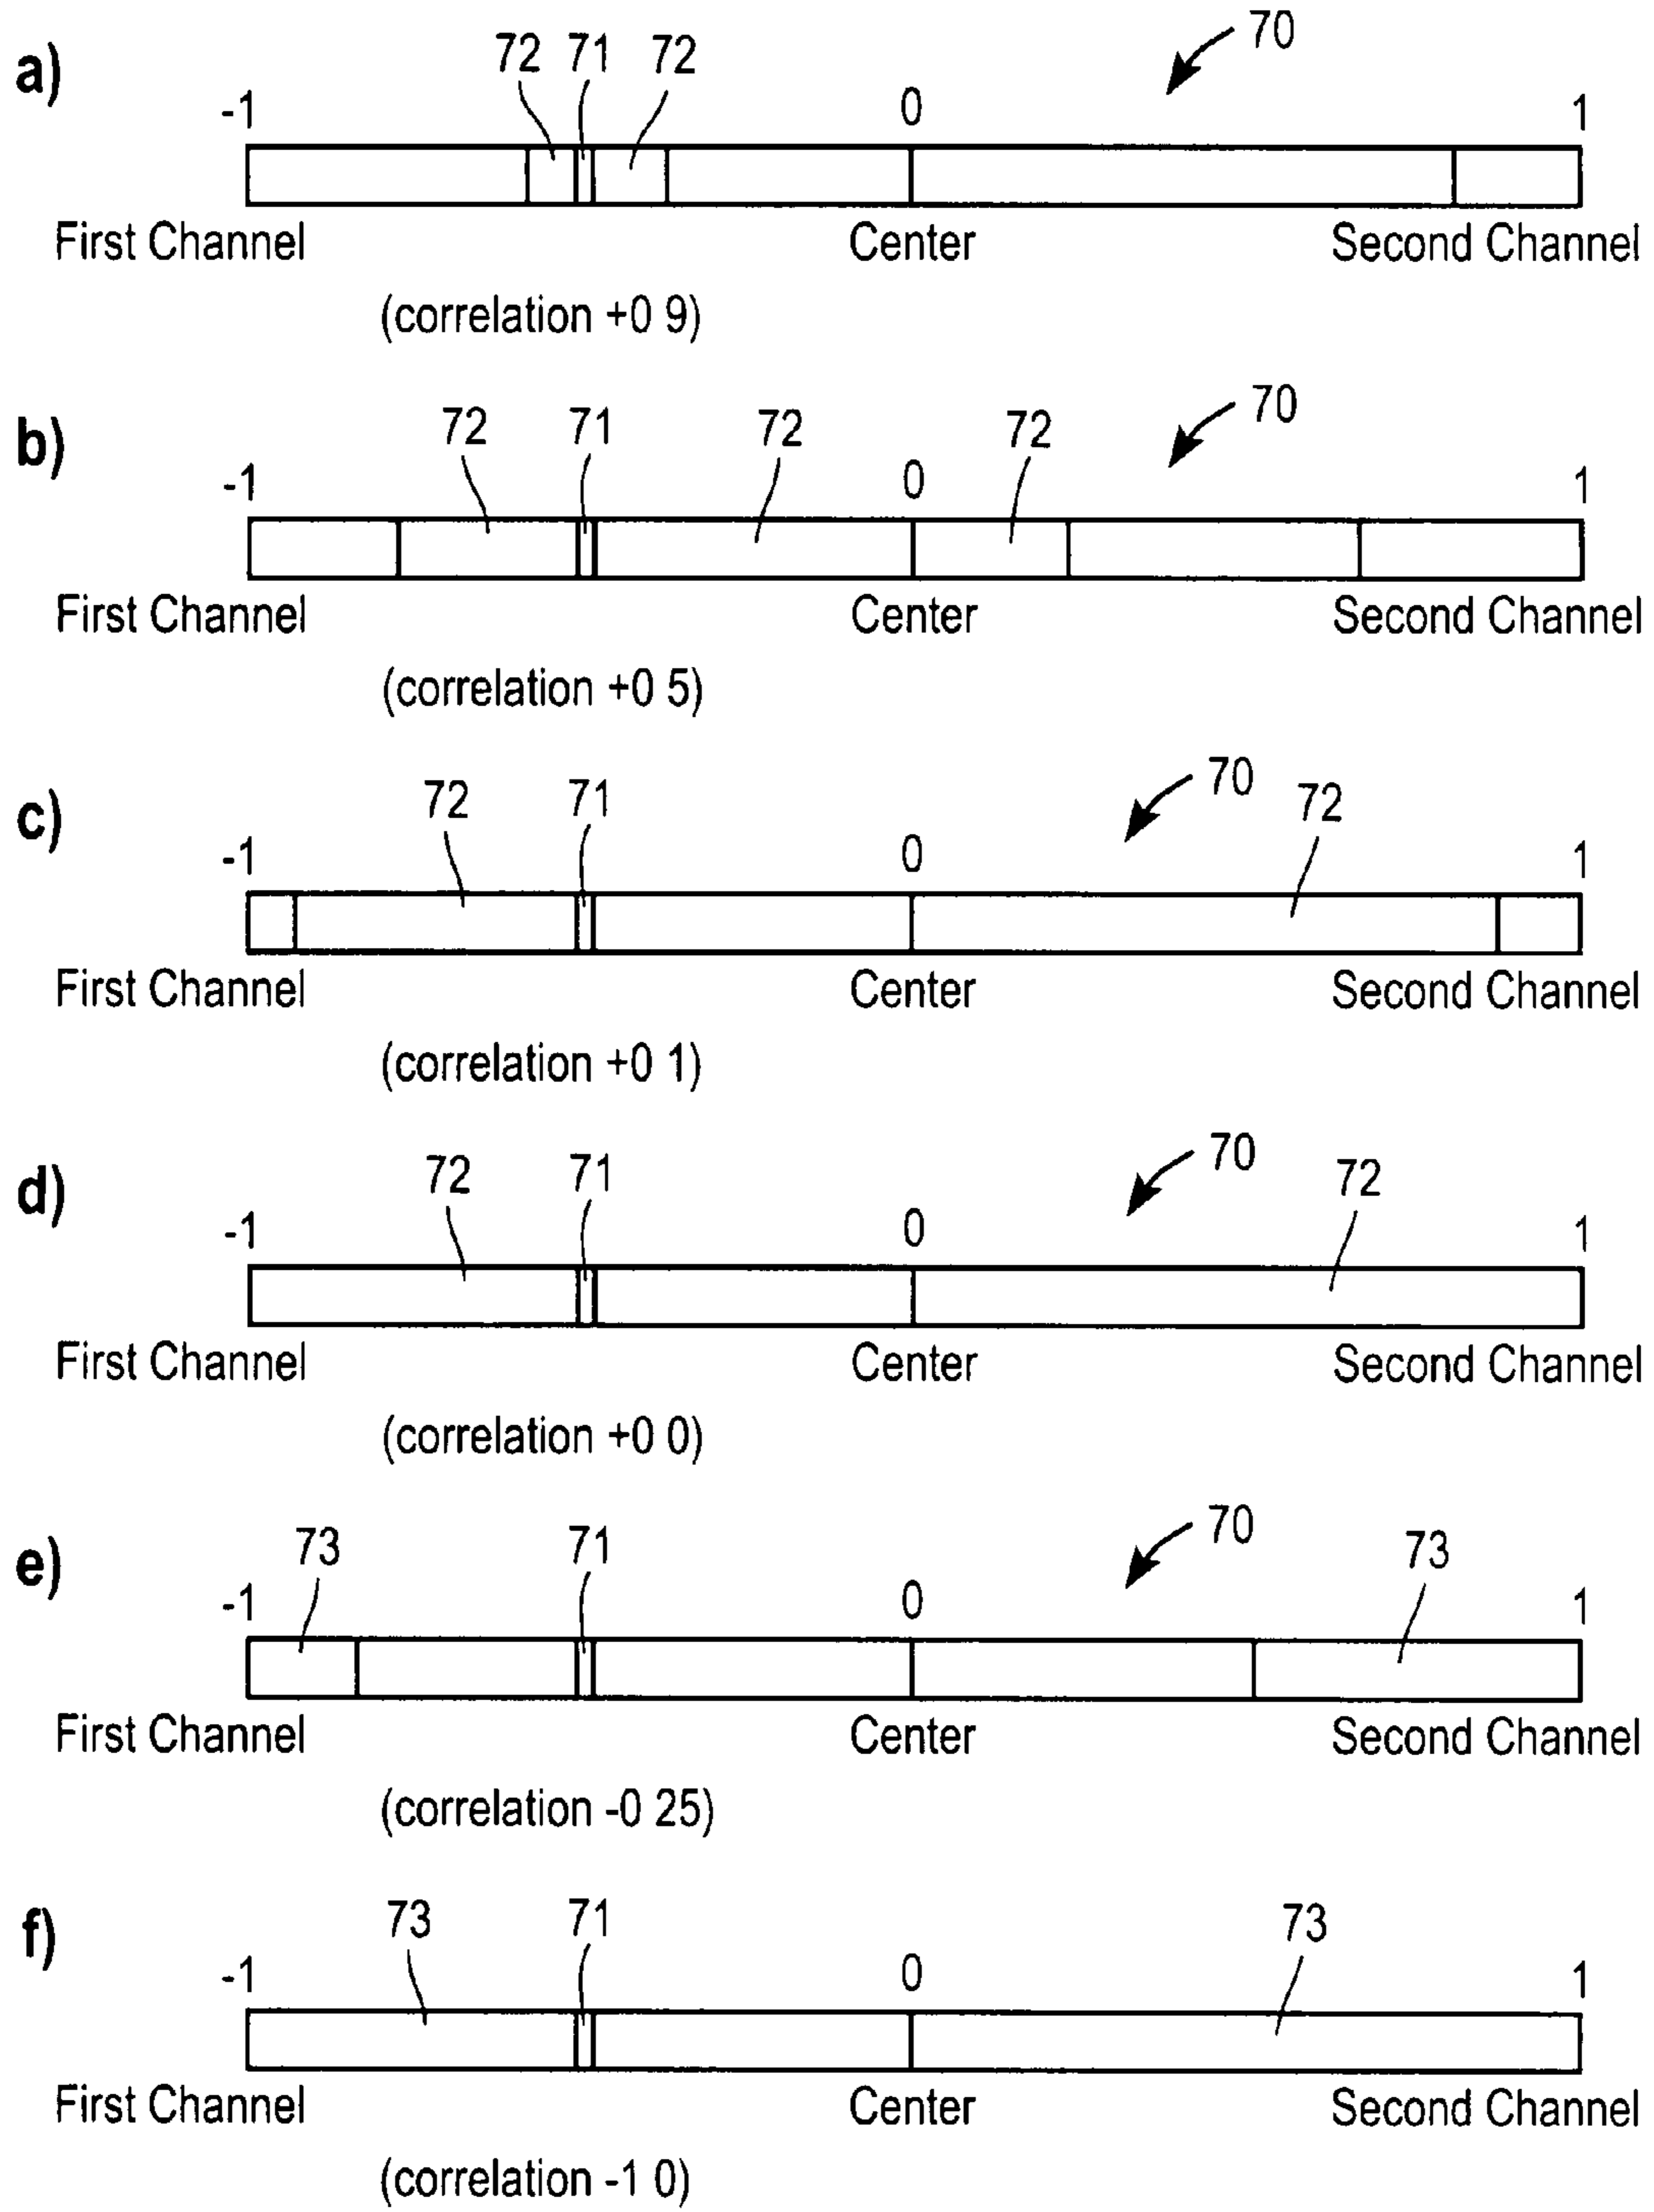 a)
72 71 72 70
-1 0 1
First Channel Center Second Channel
(correlation +0 9)
b)
72 71 72 72 70
-1 0 1
First Channel Center Second Channel
(correlation +0 5)
c)
72 71 70 72
-1 0 1
First Channel Center Second Channel
(correlation +0 1)
d)
72 71 70 72
-1 0 1
First Channel Center Second Channel
(correlation +0 0)
e)
73 71 70 73
-1 0 1
First Channel Center Second Channel
(correlation -0 25)
f)
73 71 73
-1 0 1
First Channel Center Second Channel
(correlation -1 0)